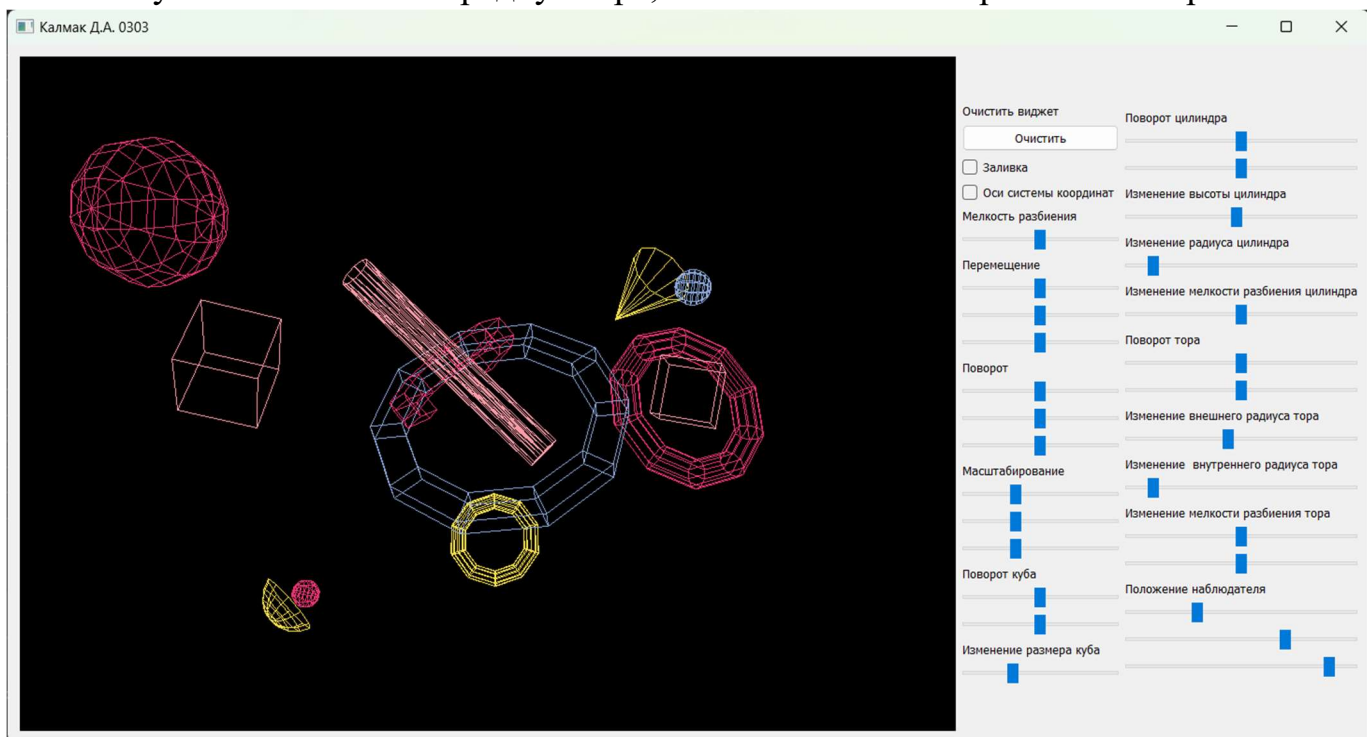 Калмак Д.А. 0303
Очистить виджет
Очистить
Заливка
Оси системы координат
Мелкость разбиения
Перемещение
Поворот
Масштабирование
Поворот куба
Изменение размера куба
Поворот цилиндра
Изменение высоты цилиндра
Изменение радиуса цилиндра
Изменение мелкости разбиения цилиндра
Поворот тора
Изменение внешнего радиуса тора
Изменение внутреннего радиуса тора
Изменение мелкости разбиения тора
Положение наблюдателя